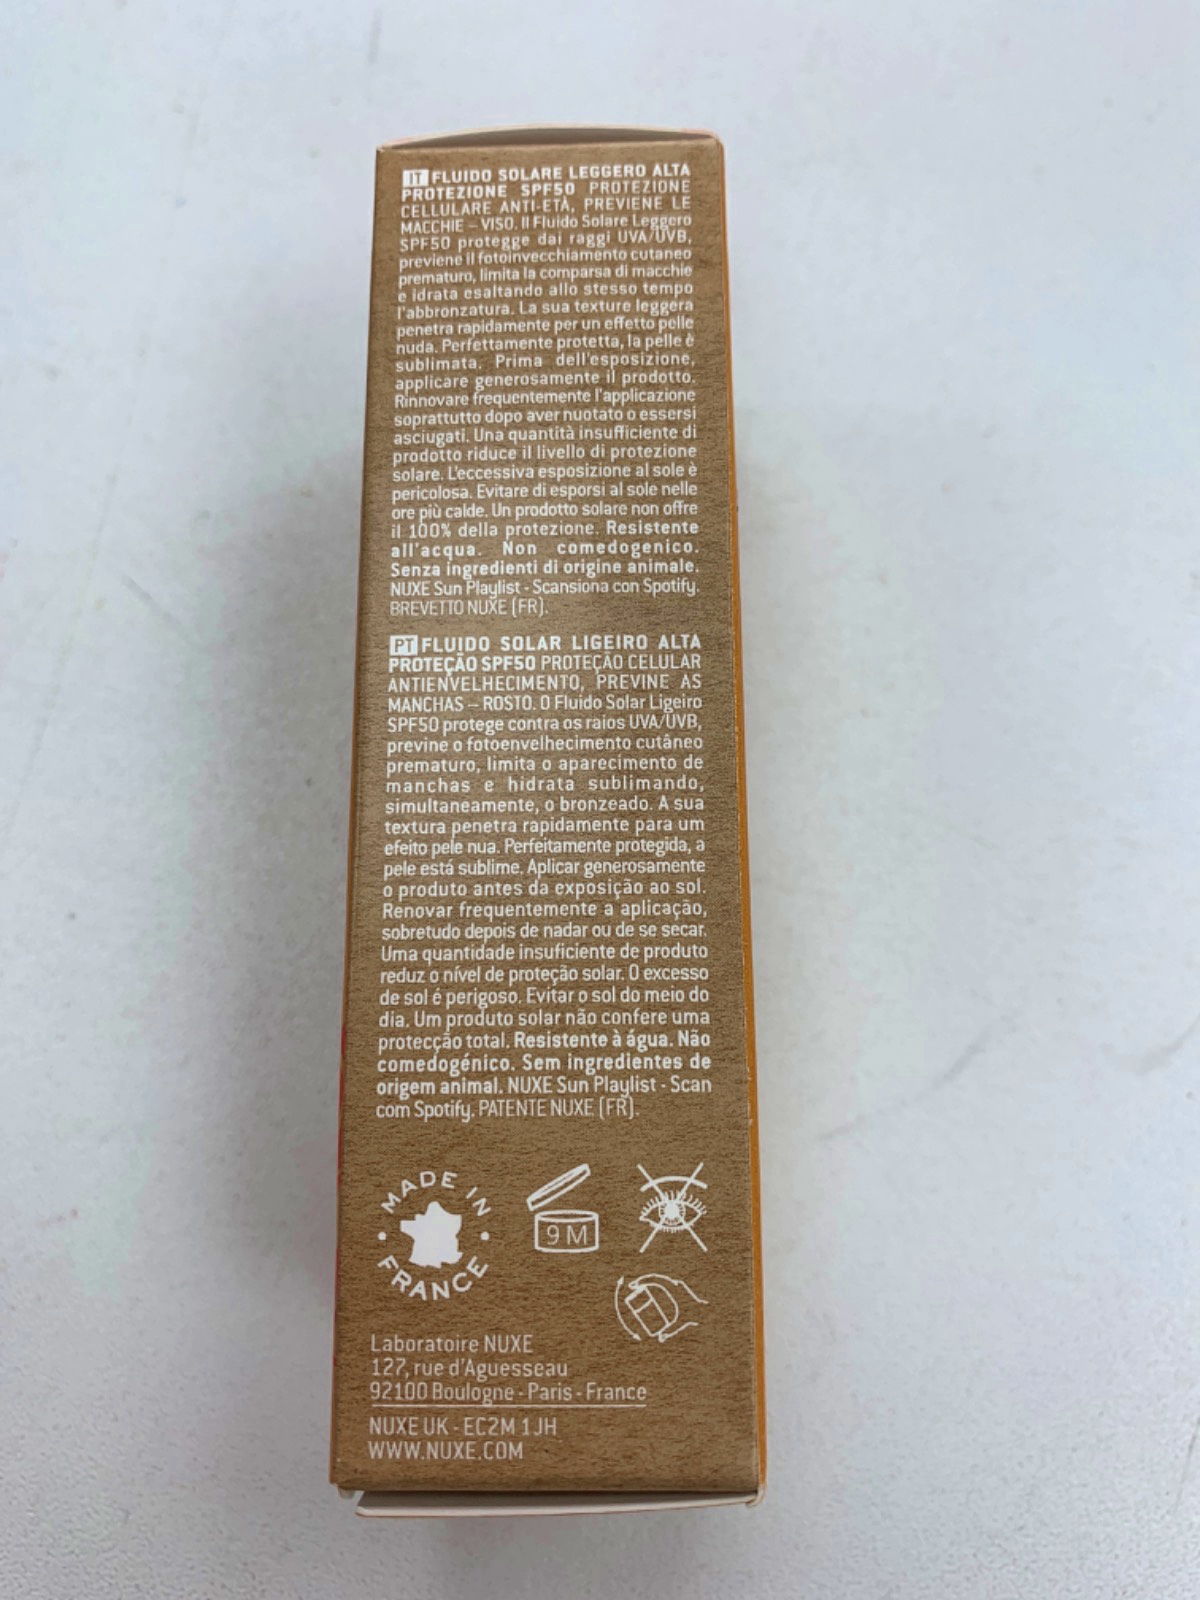 IT FLUIDO SOLARE LEGGERO ALTA
PROTEZIONE SPF50 PROTEZIONE
CELLULARE ANTI-ETÀ, PREVIENE LE
MACCHIE – VISO. Il Fluido Solare Leggero
SPF50 protegge dai raggi UVA/UVB,
previene il fotoinvecchiamento cutaneo
prematuro, limita la comparsa di macchie
e idrata esaltando allo stesso tempo
l'abbronzatura. La sua texture leggera
penetra rapidamente per un effetto pelle
nuda. Perfettamente protetta, la pelle è
sublimata. Prima dell'esposizione,
applicare generosamente il prodotto.
Rinnovare frequentemente l'applicazione
soprattutto dopo aver nuotato o essersi
asciugati. Una quantità insufficiente di
prodotto riduce il livello di protezione
solare. L'eccessiva esposizione al sole è
pericolosa. Evitare di esporsi al sole nelle
ore più calde. Un prodotto solare non offre
il 100% della protezione. Resistente
all'acqua. Non comedogenico.
Senza ingredienti di origine animale.
NUXE Sun Playlist - Scansiona con Spotify.
BREVETTO NUXE (FR).
PT FLUIDO SOLAR LIGEIRO ALTA
PROTEÇÃO SPF50 PROTEÇÃO CELULAR
ANTIENVELHECIMENTO, PREVINE AS
MANCHAS – ROSTO. O Fluido Solar Ligeiro
SPF50 protege contra os raios UVA/UVB,
previne o fotoenvelhecimento cutâneo
prematuro, limita o aparecimento de
manchas e hidrata sublimando,
simultaneamente, o bronzeado. A sua
textura penetra rapidamente para um
efeito pele nua. Perfeitamente protegida, a
pele está sublime. Aplicar generosamente
o produto antes da exposição ao sol.
Renovar frequentemente a aplicação,
sobretudo depois de nadar ou de se secar.
Uma quantidade insuficiente de produto
reduz o nível de proteção solar. O excesso
de sol é perigoso. Evitar o sol do meio do
dia. Um produto solar não confere uma
protecção total. Resistente à água. Não
comedogénico. Sem ingredientes de
origem animal. NUXE Sun Playlist - Scan
com Spotify. PATENTE NUXE (FR).
MADE IN
FRANCE
9 M
Laboratoire NUXE
127, rue d'Aguesseau
92100 Boulogne - Paris - France
NUXE UK - EC2M 1JH
WWW.NUXE.COM